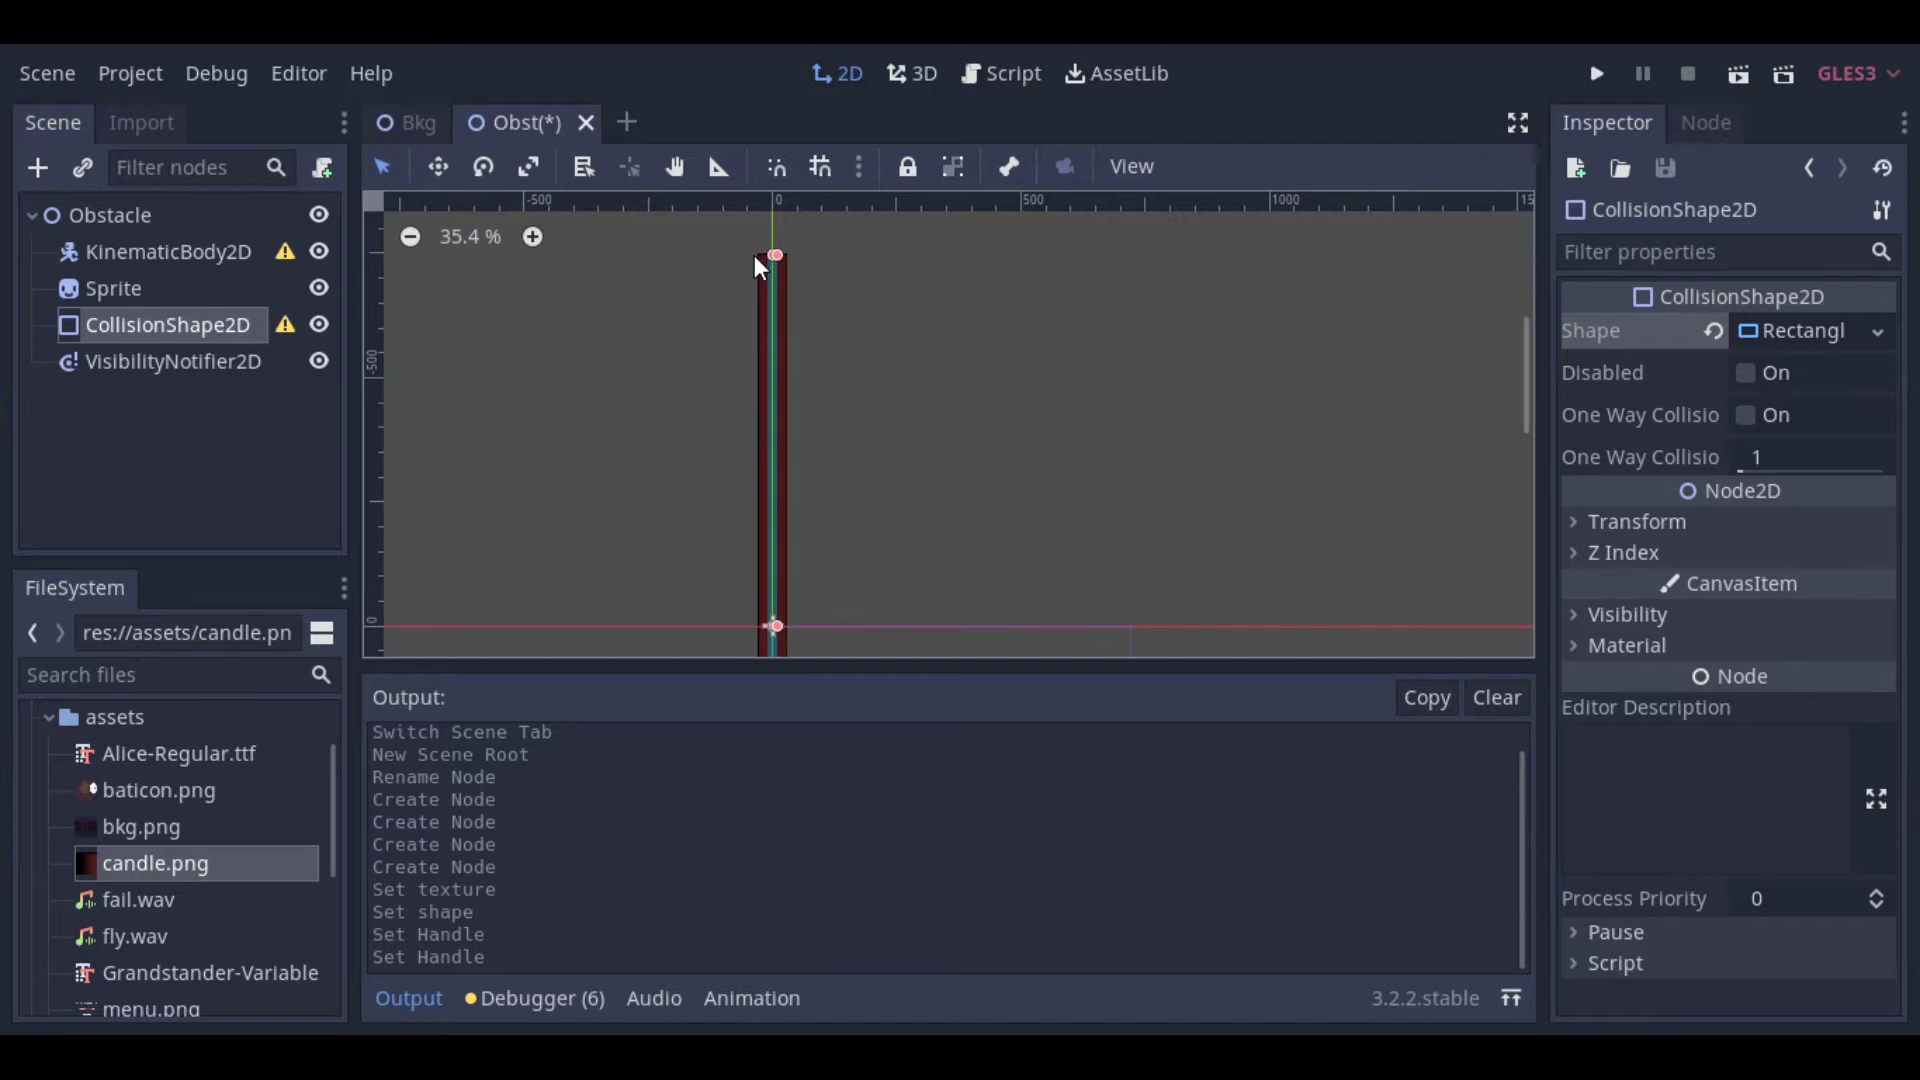 Scene Project Debug Editor Help
2D 3D Script AssetLib
GLES3
Scene Import
Filter nodes
Obstacle
KinematicBody2D
Sprite
CollisionShape2D
VisibilityNotifier2D
FileSystem
res://assets/candle.pn
Search files
assets
Alice-Regular.ttf
baticon.png
bkg.png
candle.png
fail.wav
fly.wav
Grandstander-Variable
menu.png
Bkg Obst(*)
View
-500 0 500 1000 15
-500
0
35.4 %
Output:
Copy Clear
Switch Scene Tab
New Scene Root
Rename Node
Create Node
Create Node
Create Node
Create Node
Set texture
Set shape
Set Handle
Set Handle
Output Debugger (6) Audio Animation
3.2.2.stable
Inspector Node
CollisionShape2D
Filter properties
CollisionShape2D
Shape Rectangl
Disabled On
One Way Collisio On
One Way Collisio 1
Node2D
Transform
Z Index
CanvasItem
Visibility
Material
Node
Editor Description
Process Priority 0
Pause
Script